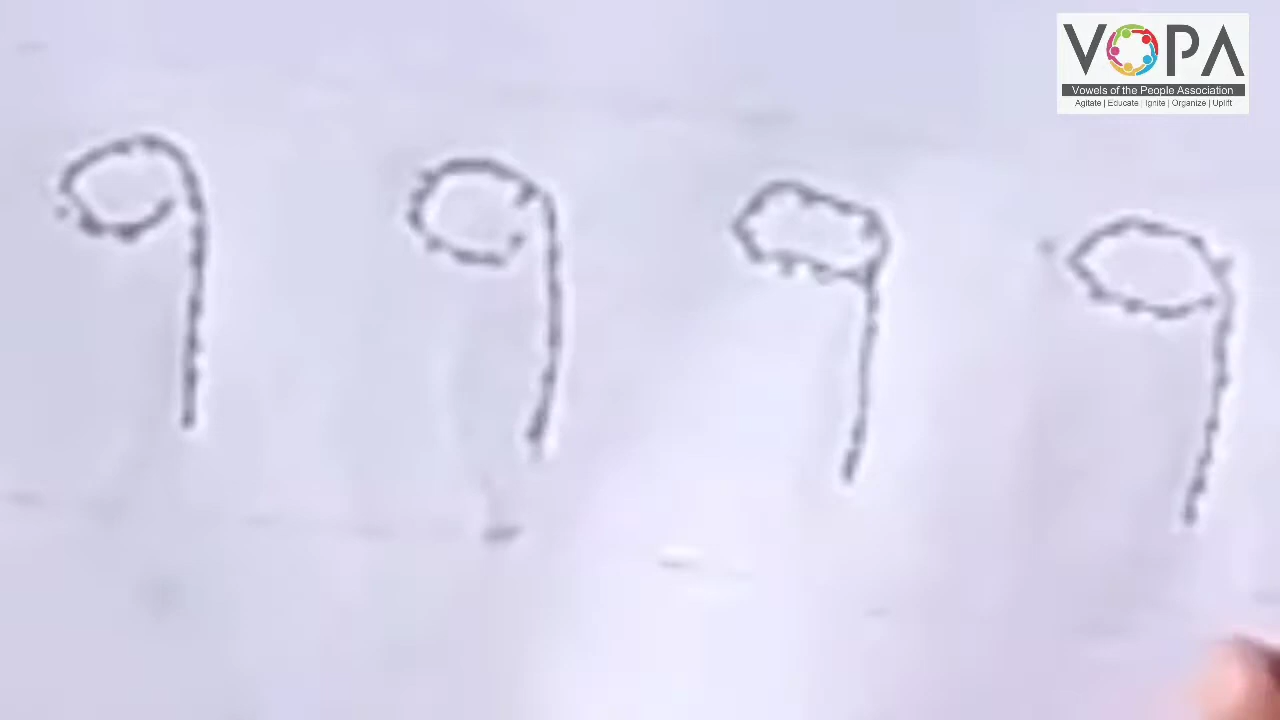 १ १ १ १
VOPA
Vowels of the People Association
Agitate | Educate | Ignite | Organize | Uplift